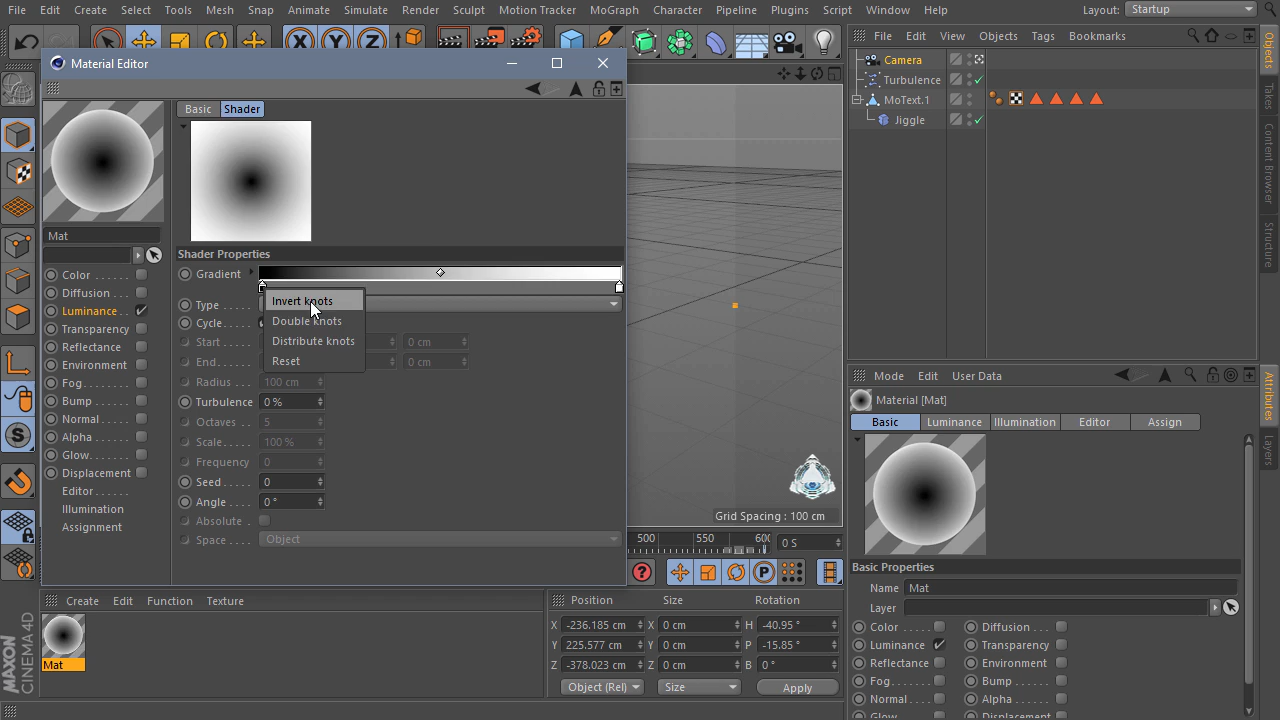 File Edit Create Select Tools Mesh Snap Animate Simulate Render Sculpt Motion Tracker MoGraph Character Pipeline Plugins Script Window Help Layout: Startup
X Y Z
File Edit View Objects Tags Bookmarks
Material Editor
Camera
Turbulence
MoText.1
Jiggle
Objects
Takes
Content Browser
Structure
Basic Shader
Mat
Color
Diffusion
Luminance
Transparency
Reflectance
Environment
Fog
Bump
Normal
Alpha
Glow
Displacement
Editor
Illumination
Assignment
Shader Properties
Gradient
Type
Cycle
Start 0 cm
End 0 cm
Radius 100 cm
Turbulence 0 %
Octaves 5
Scale 100 %
Frequency 0
Seed 0
Angle 0 °
Absolute
Space Object
Invert knots
Double knots
Distribute knots
Reset
Grid Spacing : 100 cm
500 550 600 0 S
? P
Mode Edit User Data
Material [Mat]
Basic Luminance Illumination Editor Assign
Attributes
Layers
Basic Properties
Name Mat
Layer
Color Diffusion
Luminance Transparency
Reflectance Environment
Fog Bump
Normal Alpha
Glow Displacement
Create Edit Function Texture
Mat
MAXON
CINEMA 4D
Position Size Rotation
X -236.185 cm X 0 cm H -40.95 °
Y 225.577 cm Y 0 cm P -15.85 °
Z -378.023 cm Z 0 cm B 0 °
Object (Rel) Size Apply